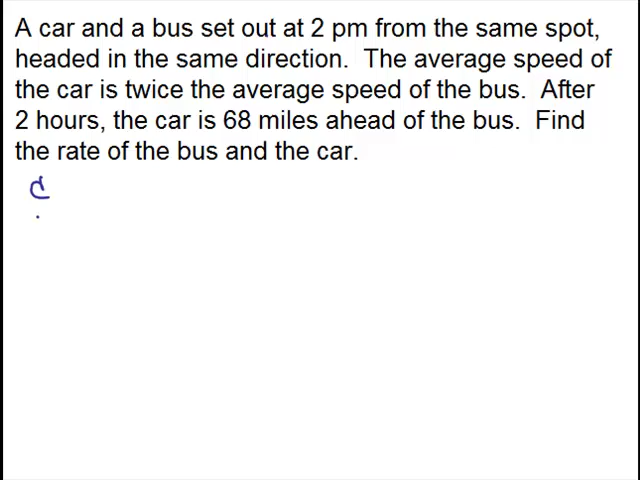 A car and a bus set out at 2 pm from the same spot,
headed in the same direction.  The average speed of
the car is twice the average speed of the bus.  After
2 hours, the car is 68 miles ahead of the bus.  Find
the rate of the bus and the car.